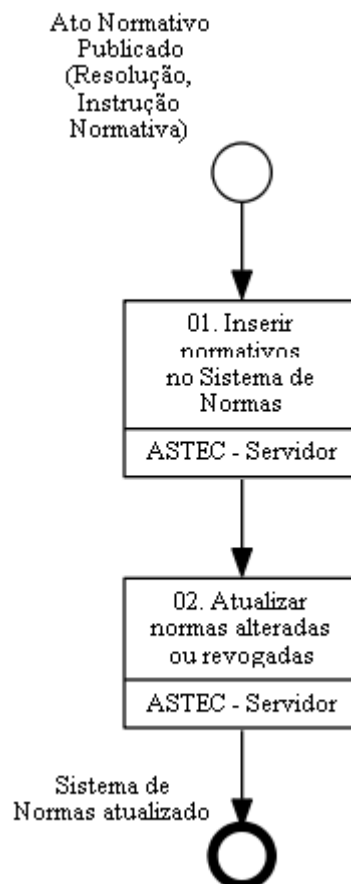 Ato Normativo
Publicado
(Resolução,
Instrução
Normativa)
01. Inserir
normativos
no Sistema de
Normas
ASTEC - Servidor
02. Atualizar
normas alteradas
ou revogadas
ASTEC - Servidor
Sistema de
Normas atualizado